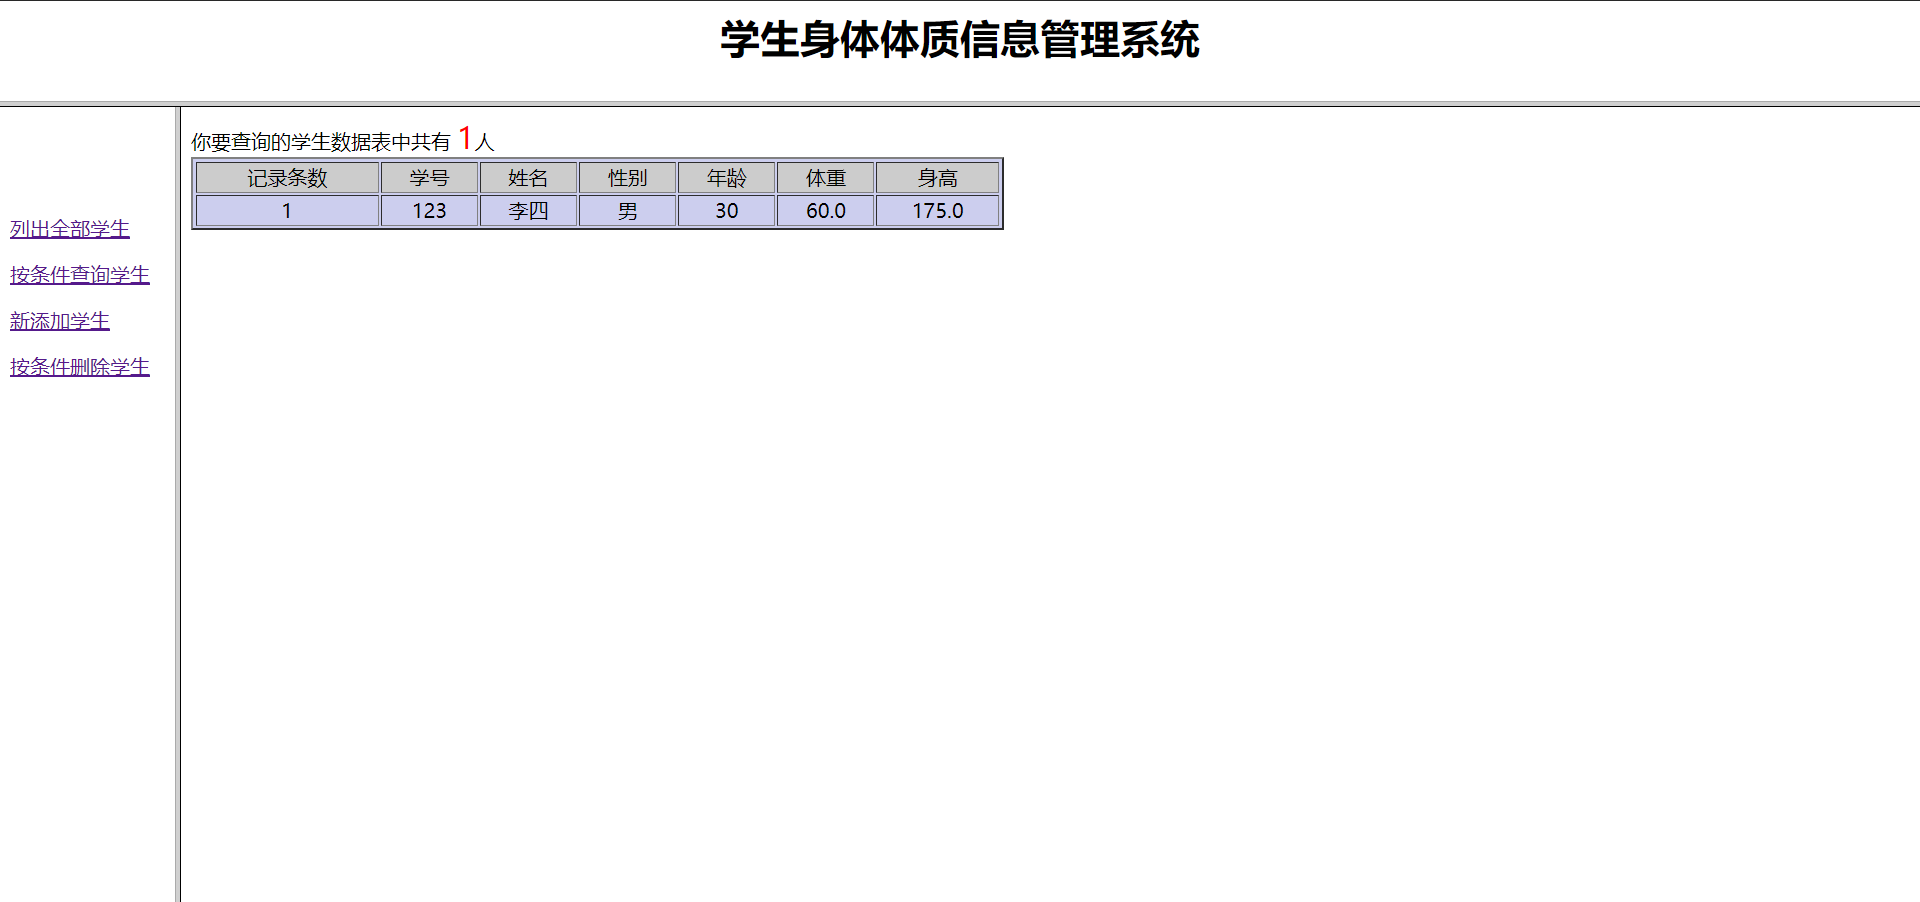 学生身体体质信息管理系统
列出全部学生
按条件查询学生
新添加学生
按条件删除学生
你要查询的学生数据表中共有 1人
记录条数 学号 姓名 性别 年龄 体重 身高
1 123 李四 男 30 60.0 175.0